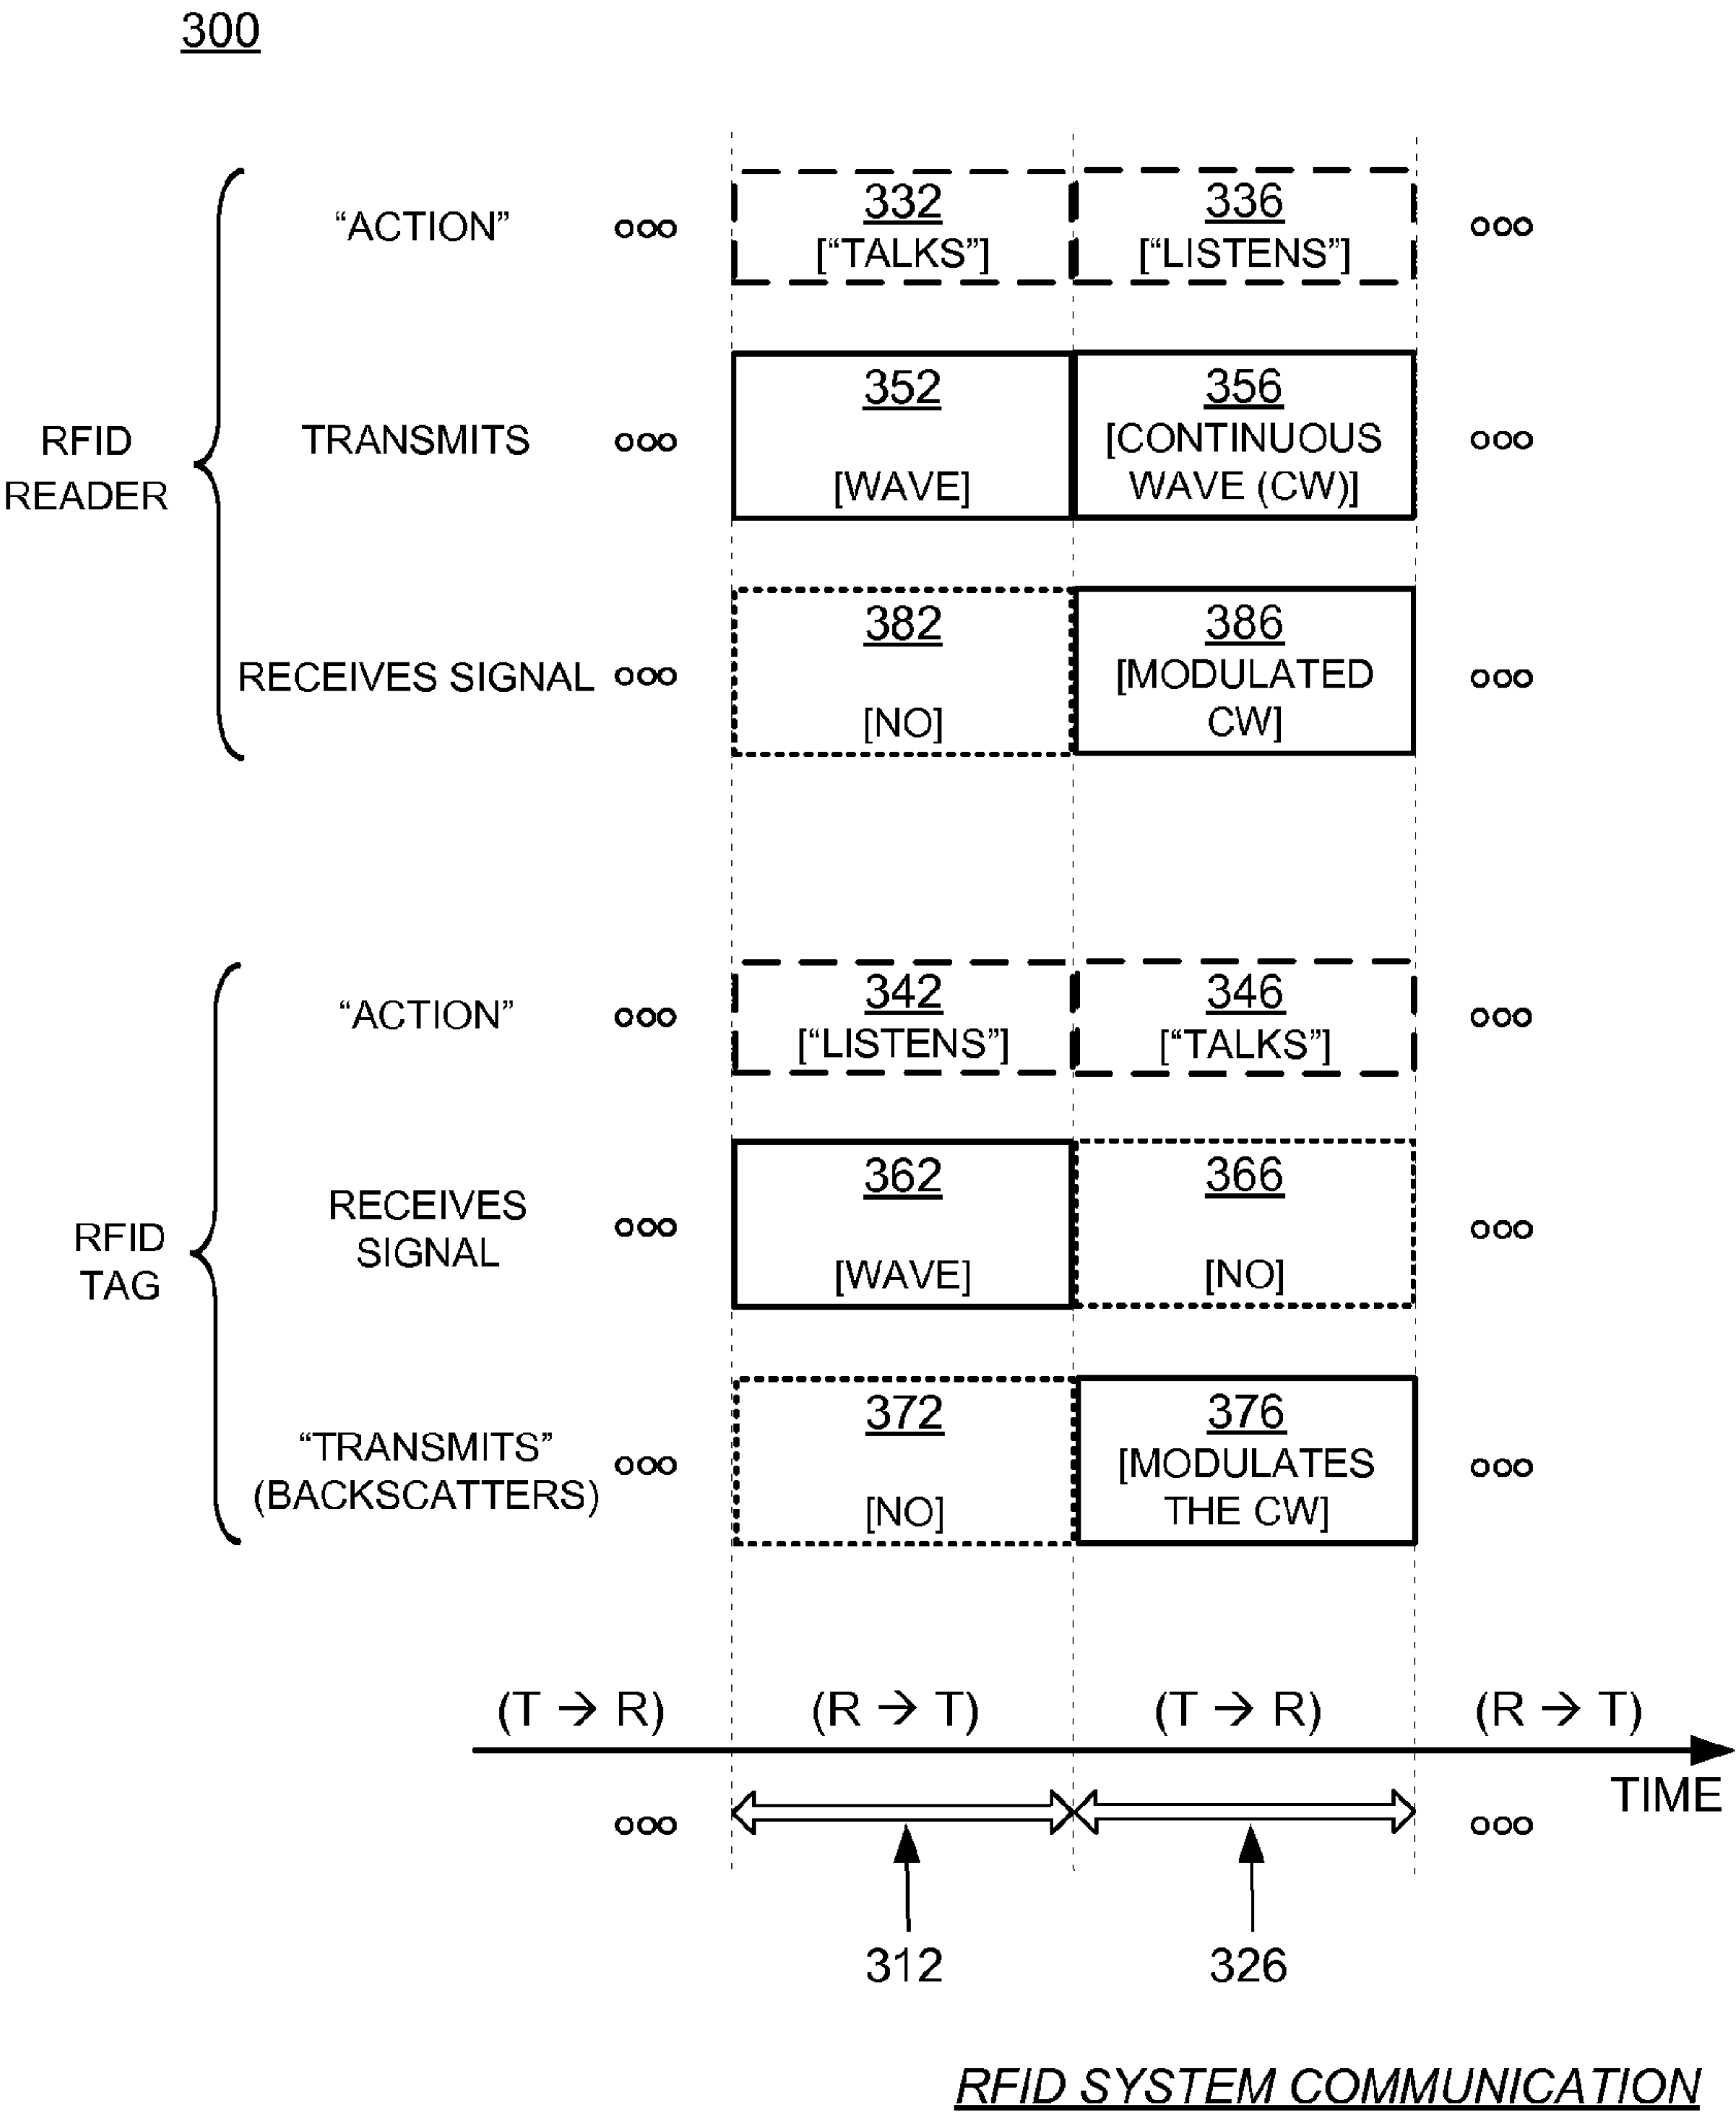 300
"ACTION"
332
["TALKS"]
336
["LISTENS"]
RFID
READER
TRANSMITS
352
[WAVE]
356
[CONTINUOUS
WAVE (CW)]
RECEIVES SIGNAL
382
[NO]
386
[MODULATED
CW]
"ACTION"
342
["LISTENS"]
346
["TALKS"]
RFID
TAG
RECEIVES
SIGNAL
362
[WAVE]
366
[NO]
"TRANSMITS"
(BACKSCATTERS)
372
[NO]
376
[MODULATES
THE CW]
(T → R) (R → T) (T → R) (R → T)
TIME
312 326
RFID SYSTEM COMMUNICATION